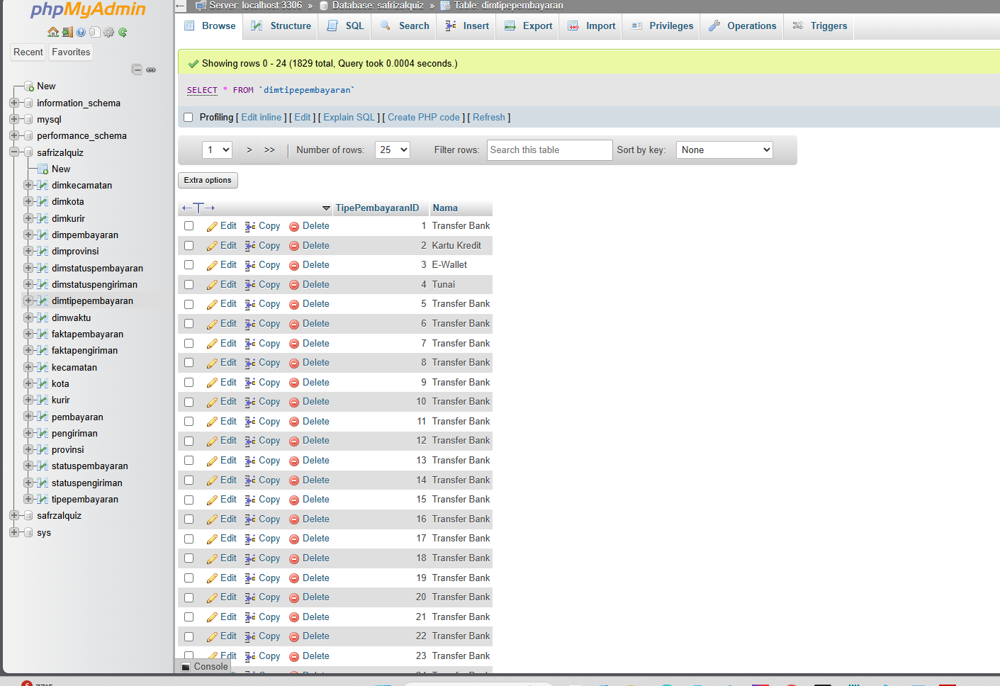 phpMyAdmin
Recent Favorites
New
information_schema
mysql
performance_schema
safrizalquiz
New
dimkecamatan
dimkota
dimkurir
dimpembayaran
dimprovinsi
dimstatuspembayaran
dimstatuspengiriman
dimtipepembayaran
dimwaktu
faktapembayaran
faktapengiriman
kecamatan
kota
kurir
pembayaran
pengiriman
provinsi
statuspembayaran
statuspengiriman
tipepembayaran
safrzalquiz
sys
Server: localhost:3306 » Database: safrizalquiz » Table: dimtipepembayaran
Browse Structure SQL Search Insert Export Import Privileges Operations Triggers
Showing rows 0 - 24 (1829 total, Query took 0.0004 seconds.)
SELECT * FROM `dimtipepembayaran`
Profiling [ Edit inline ] [ Edit ] [ Explain SQL ] [ Create PHP code ] [ Refresh ]
1 > >> | Number of rows: 25 Filter rows: Search this table Sort by key: None
Extra options
←T→ TipePembayaranID Nama
Edit Copy Delete 1 Transfer Bank
Edit Copy Delete 2 Kartu Kredit
Edit Copy Delete 3 E-Wallet
Edit Copy Delete 4 Tunai
Edit Copy Delete 5 Transfer Bank
Edit Copy Delete 6 Transfer Bank
Edit Copy Delete 7 Transfer Bank
Edit Copy Delete 8 Transfer Bank
Edit Copy Delete 9 Transfer Bank
Edit Copy Delete 10 Transfer Bank
Edit Copy Delete 11 Transfer Bank
Edit Copy Delete 12 Transfer Bank
Edit Copy Delete 13 Transfer Bank
Edit Copy Delete 14 Transfer Bank
Edit Copy Delete 15 Transfer Bank
Edit Copy Delete 16 Transfer Bank
Edit Copy Delete 17 Transfer Bank
Edit Copy Delete 18 Transfer Bank
Edit Copy Delete 19 Transfer Bank
Edit Copy Delete 20 Transfer Bank
Edit Copy Delete 21 Transfer Bank
Edit Copy Delete 22 Transfer Bank
Edit Copy Delete 23 Transfer Bank
Console